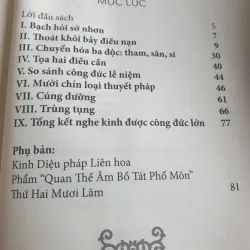 MỤC LỤC
Lời đầu sách 5
I. Bạch hỏi sở nhơn 7
II. Thoát khỏi bảy điều nạn 9
III. Chuyển hóa ba độc: tham, sân, si 30
IV. Tọa hai điều cần 40
V. So sánh công đức lễ niệm 44
VI. Mười chín loại thuyết pháp 46
VII. Cúng dường 61
VIII. Trùng tụng 66
IX. Tổng kết nghe kinh được công đức lớn 77
Phụ bản:
Kinh Diệu pháp Liên hoa
Phẩm "Quan Thế Âm Bồ Tát Phổ Môn"
Thứ Hai Mươi Lăm 81